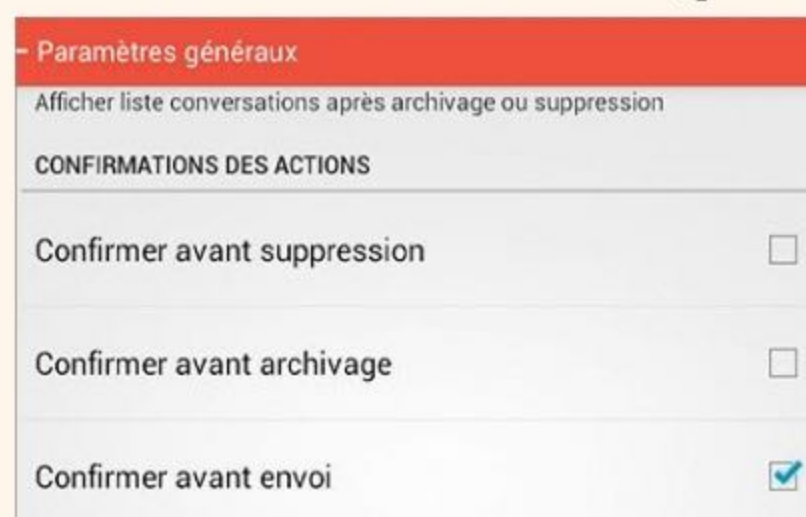 Paramètres généraux
Afficher liste conversations après archivage ou suppression
CONFIRMATIONS DES ACTIONS
Confirmer avant suppression
Confirmer avant archivage
Confirmer avant envoi